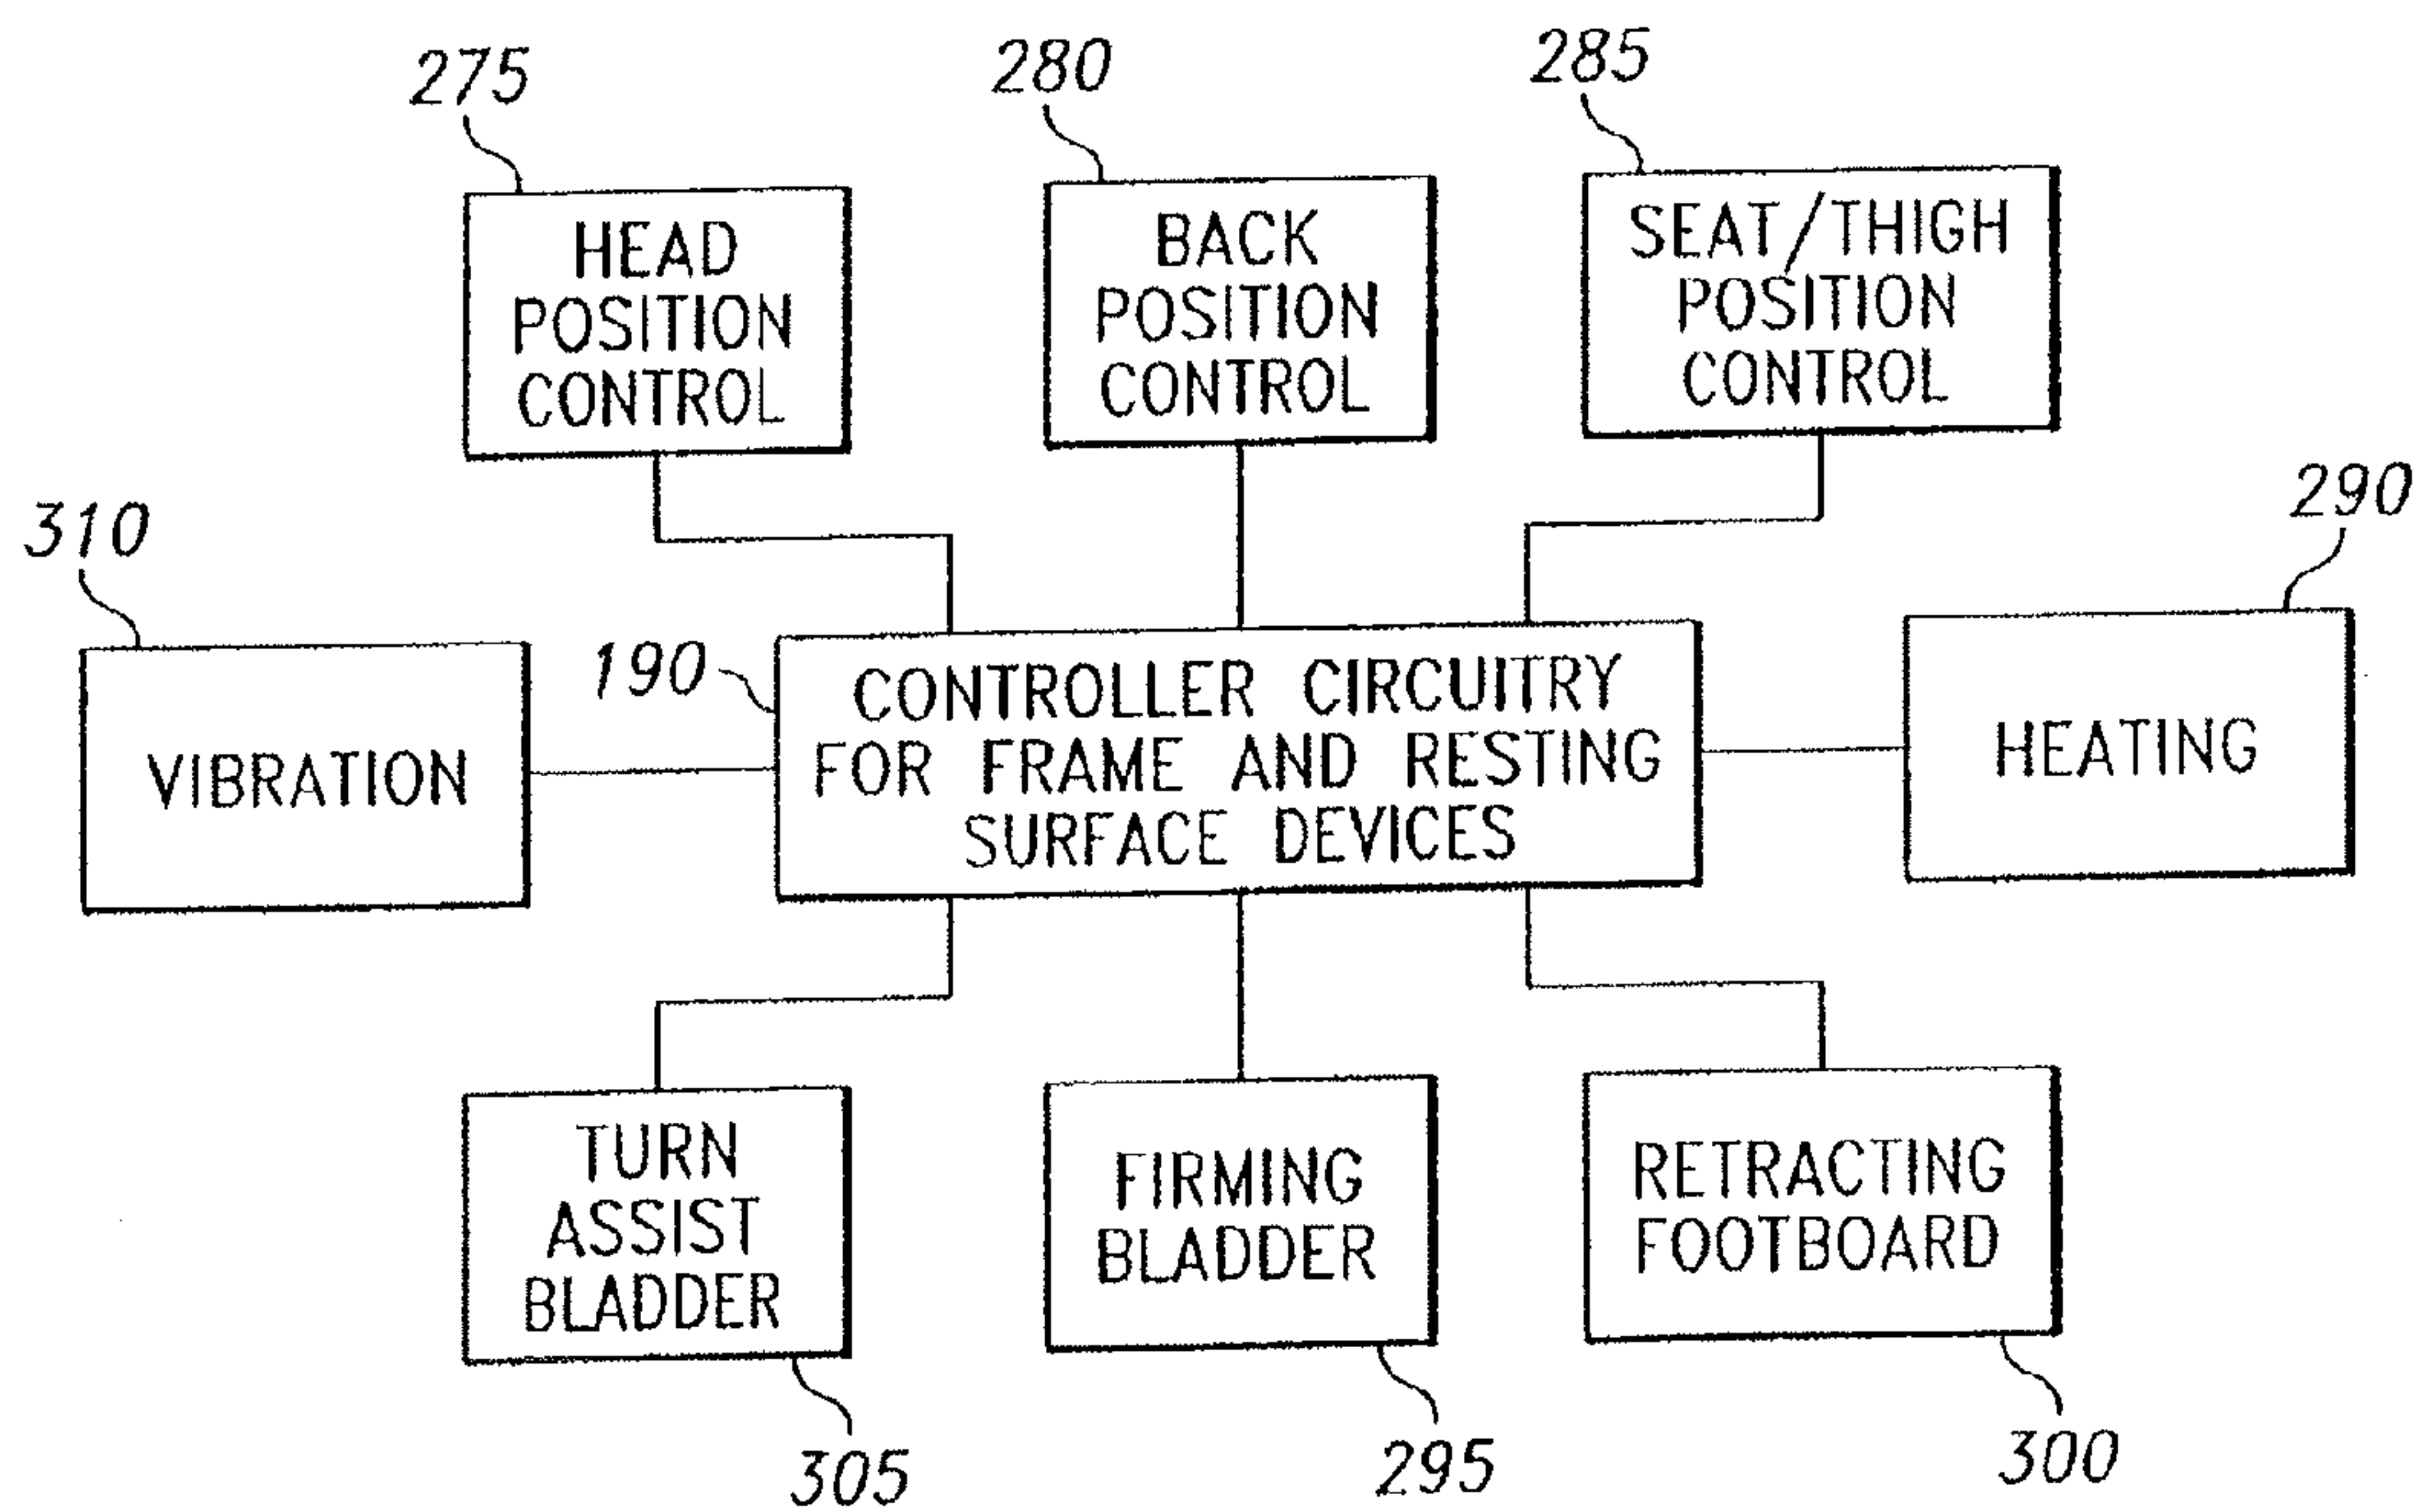 275
280
285
HEAD
POSITION
CONTROL
BACK
POSITION
CONTROL
SEAT/THIGH
POSITION
CONTROL
310
290
190
VIBRATION
CONTROLLER CIRCUITRY
FOR FRAME AND RESTING
SURFACE DEVICES
HEATING
TURN
ASSIST
BLADDER
FIRMING
BLADDER
RETRACTING
FOOTBOARD
305
295
300